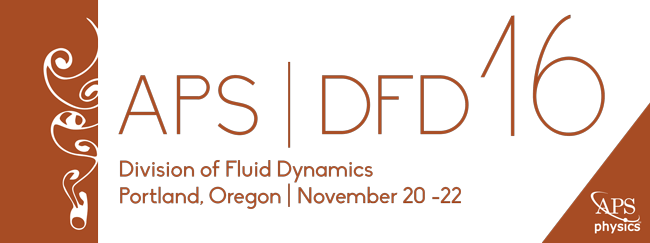 APS | DFD 16
Division of Fluid Dynamics
Portland, Oregon | November 20 -22
APS
physics